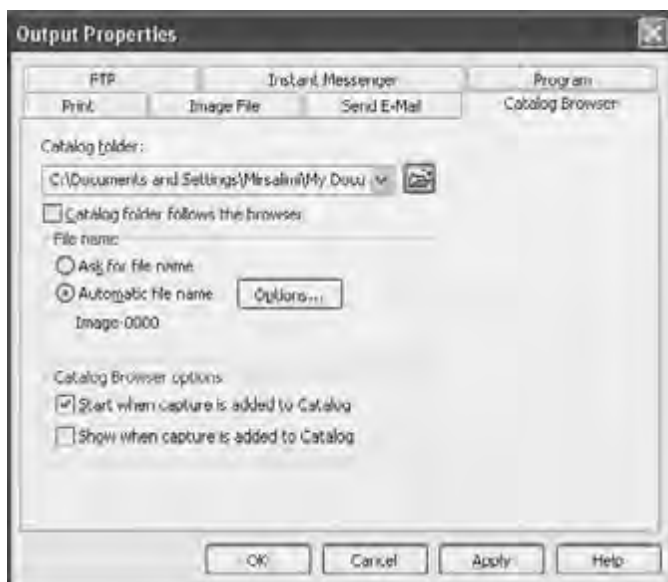 Output Properties
FTP Instant Messenger Program
Print Image File Send E-Mail Catalog Browser
Catalog folder:
C:\Documents and Settings\Mirsalimi\My Docu
Catalog folder follows the browser
File name
Ask for file name
Automatic file name Options...
Image-0000
Catalog Browser options
Start when capture is added to Catalog
Show when capture is added to Catalog
OK Cancel Apply Help